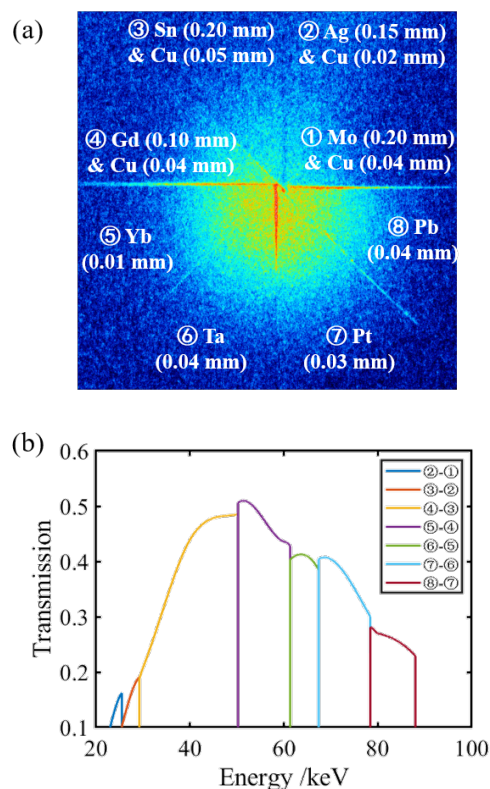 (a)
③ Sn (0.20 mm)
& Cu (0.05 mm)
② Ag (0.15 mm)
& Cu (0.02 mm)
④ Gd (0.10 mm)
& Cu (0.04 mm)
① Mo (0.20 mm)
& Cu (0.04 mm)
⑤ Yb
(0.01 mm)
⑧ Pb
(0.04 mm)
⑥ Ta
(0.04 mm)
⑦ Pt
(0.03 mm)
(b)
0.6
0.5
0.4
0.3
0.2
0.1
Transmission
②-①
③-②
④-③
⑤-④
⑥-⑤
⑦-⑥
⑧-⑦
20
40
60
80
100
Energy /keV